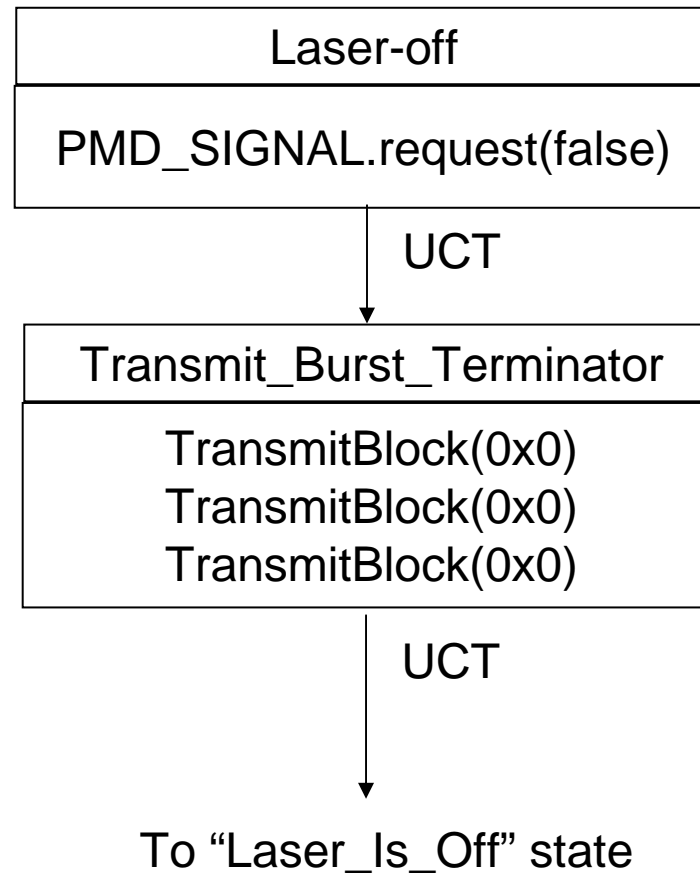 Laser-off
PMD_SIGNAL.request(false)
UCT
Transmit_Burst_Terminator
TransmitBlock(0x0)
TransmitBlock(0x0)
TransmitBlock(0x0)
UCT
To “Laser_Is_Off” state